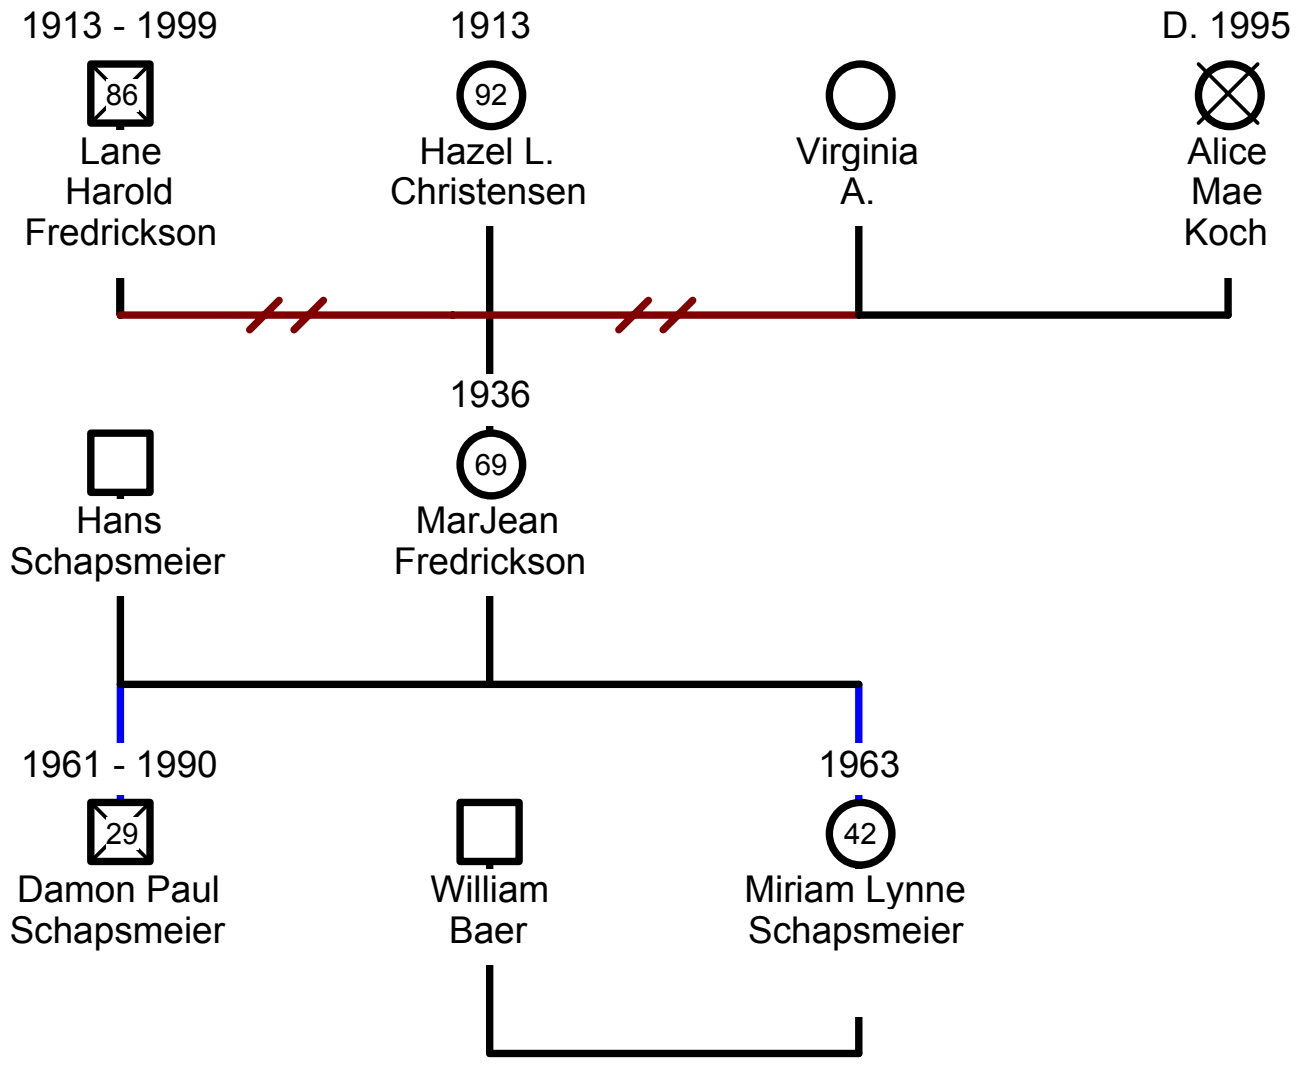 1913 - 1999
86
Lane
Harold
Fredrickson
1913
92
Hazel L.
Christensen
Virginia
A.
D. 1995
Alice
Mae
Koch
Hans
Schapsmeier
1936
69
MarJean
Fredrickson
1961 - 1990
29
Damon Paul
Schapsmeier
William
Baer
1963
42
Miriam Lynne
Schapsmeier